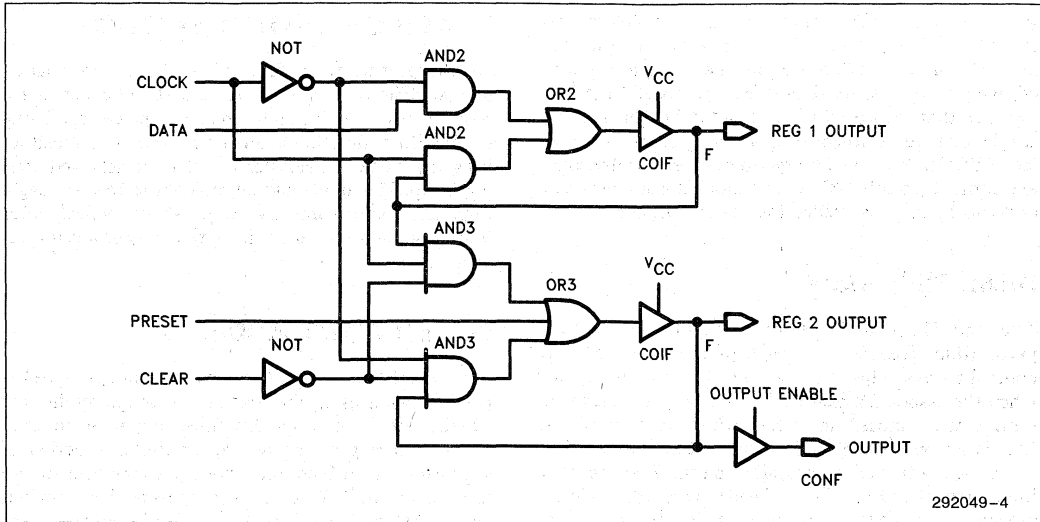 NOT
AND2
CLOCK
VCC
OR2
DATA
REG 1 OUTPUT
AND2
F
COIF
AND3
VCC
OR3
PRESET
REG 2 OUTPUT
NOT
AND3
COIF
F
CLEAR
OUTPUT ENABLE
OUTPUT
CONF
292049-4